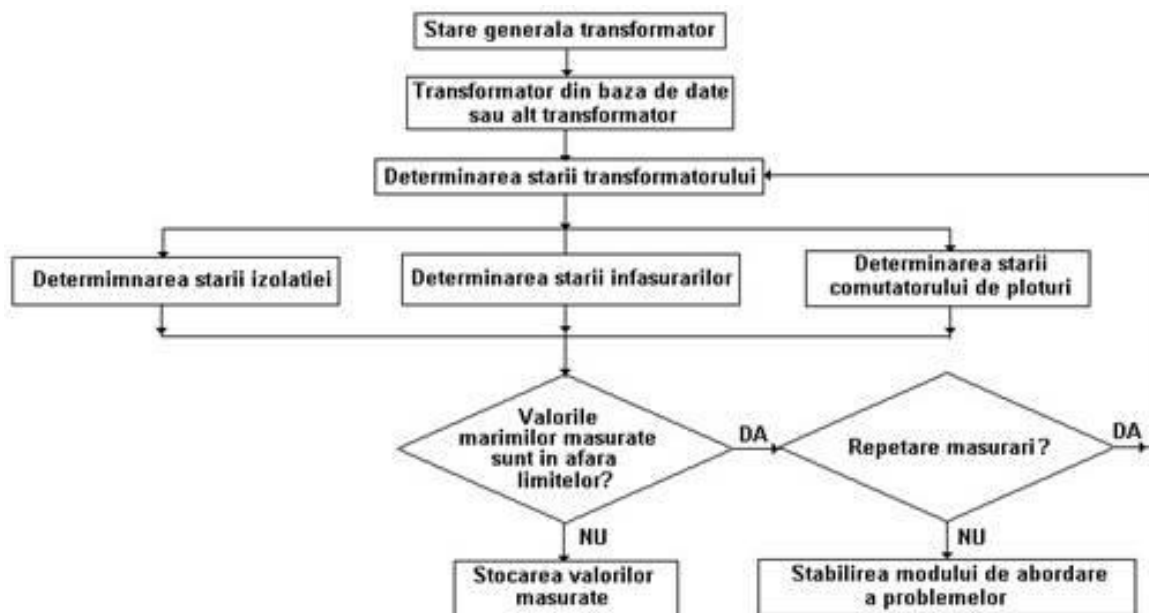 Stare generala transformator
Transformator din baza de date
sau alt transformator
Determinarea starii transformatorului
Determimnarea starii izolatiei
Determinarea starii infasurarilor
Determinarea starii
comutatorului de ploturi
Valorile
marimilor masurate
sunt in afara
limitelor?
DA
Repetare masurari?
DA
NU
NU
Stocarea valorilor
masurate
Stabilirea modului de abordare
a problemelor